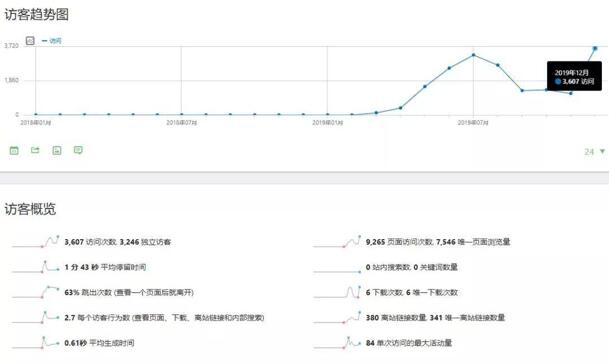 访客趋势图
访问
3,720
1,860
0
2019年12月
3,607 访问
2018年01月
2018年07月
2019年01月
2019年07月
24
访客概览
3,607 访问次数, 3,246 独立访客
9,265 页面访问次数, 7,546 唯一页面浏览量
1 分 43 秒 平均停留时间
0 站内搜索数, 0 关键词数量
63% 跳出次数 (查看一个页面后就离开)
6 下载次数, 6 唯一下载次数
2.7 每个访客行为数 (查看页面、下载、离站链接和内部搜索)
380 离站链接数量, 341 唯一离站链接数量
0.61秒 平均生成时间
84 单次访问的最大活动量